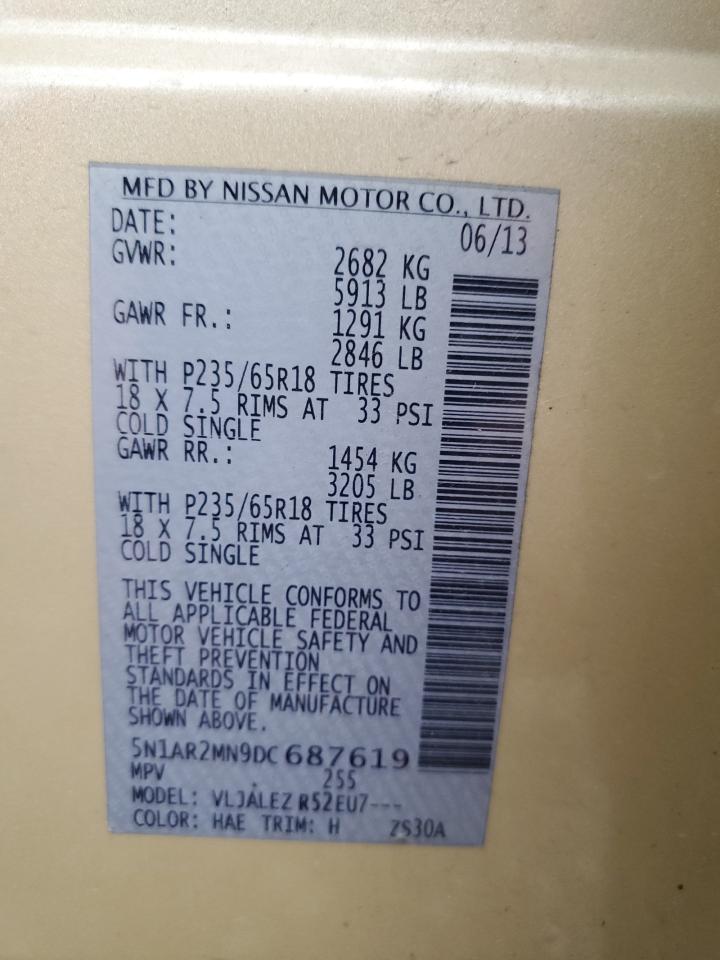 MFD BY NISSAN MOTOR CO., LTD.
DATE: 06/13
GVWR: 2682 KG
5913 LB
GAWR FR.: 1291 KG
2846 LB
WITH P235/65R18 TIRES
18 X 7.5 RIMS AT 33 PSI
COLD SINGLE
GAWR RR.: 1454 KG
3205 LB
WITH P235/65R18 TIRES
18 X 7.5 RIMS AT 33 PSI
COLD SINGLE
THIS VEHICLE CONFORMS TO
ALL APPLICABLE FEDERAL
MOTOR VEHICLE SAFETY AND
THEFT PREVENTION
STANDARDS IN EFFECT ON
THE DATE OF MANUFACTURE
SHOWN ABOVE.
5N1AR2MN9DC687619
MPV 255
MODEL: VLJALEZ R52EU7---
COLOR: HAE TRIM: H ZS30A